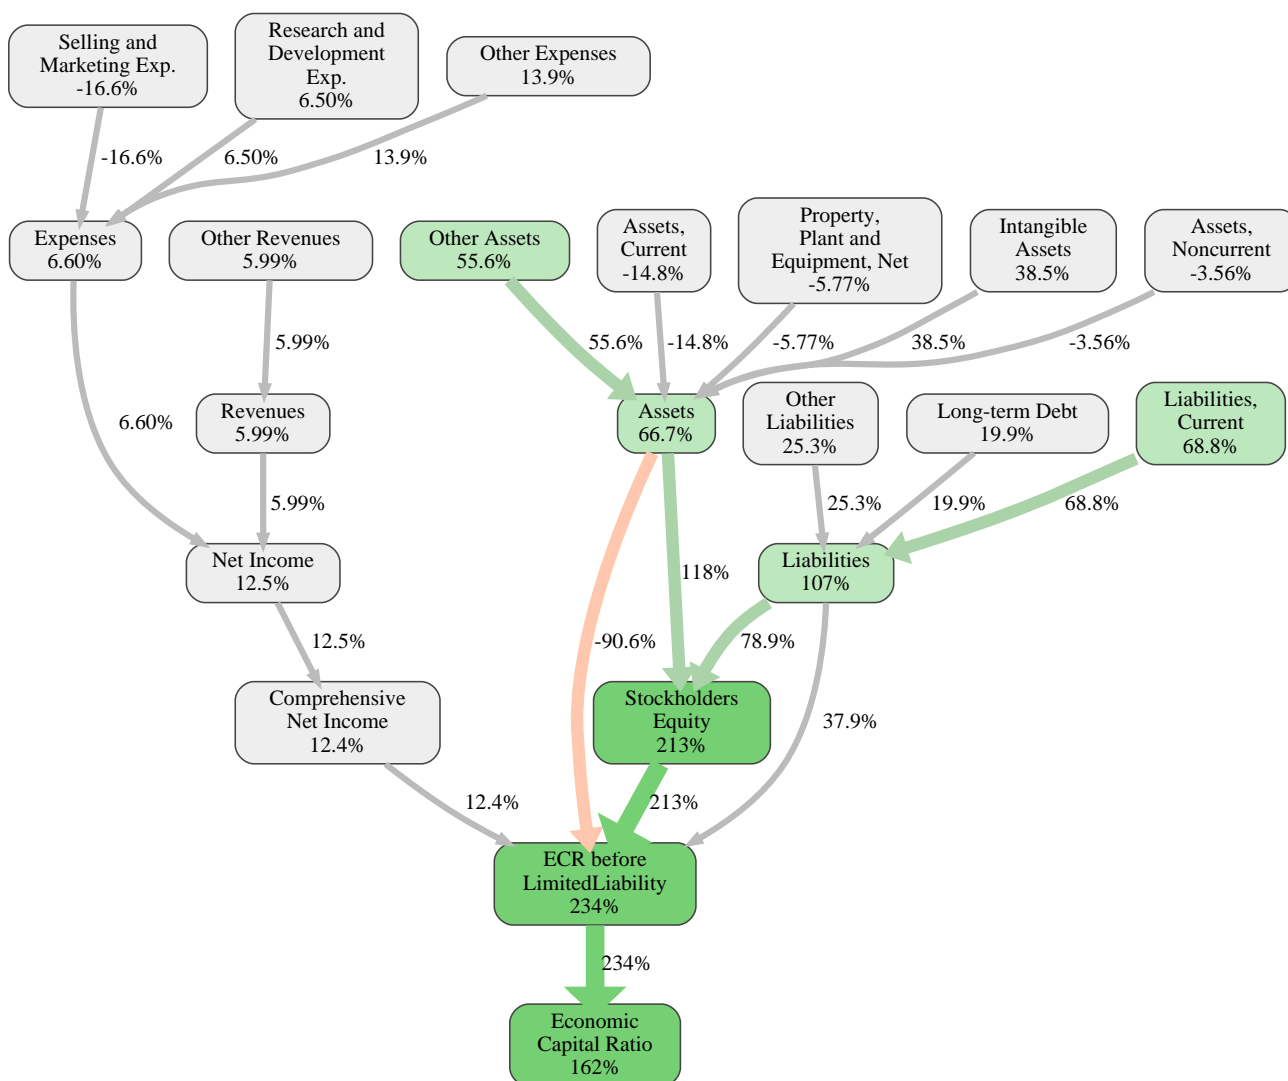 Selling and
Marketing Exp.
-16.6%
Research and
Development
Exp.
6.50%
Other Expenses
13.9%
-16.6%
6.50%
13.9%
Expenses
6.60%
Other Revenues
5.99%
Other Assets
55.6%
Assets,
Current
-14.8%
Property,
Plant and
Equipment, Net
-5.77%
Intangible
Assets
38.5%
Assets,
Noncurrent
-3.56%
5.99%
55.6%
-14.8%
-5.77%
38.5%
-3.56%
6.60%
Revenues
5.99%
Assets
66.7%
Other
Liabilities
25.3%
Long-term Debt
19.9%
Liabilities,
Current
68.8%
5.99%
25.3%
19.9%
68.8%
Net Income
12.5%
Liabilities
107%
118%
12.5%
-90.6%
78.9%
Comprehensive
Net Income
12.4%
Stockholders
Equity
213%
37.9%
12.4%
213%
ECR before
LimitedLiability
234%
234%
Economic
Capital Ratio
162%